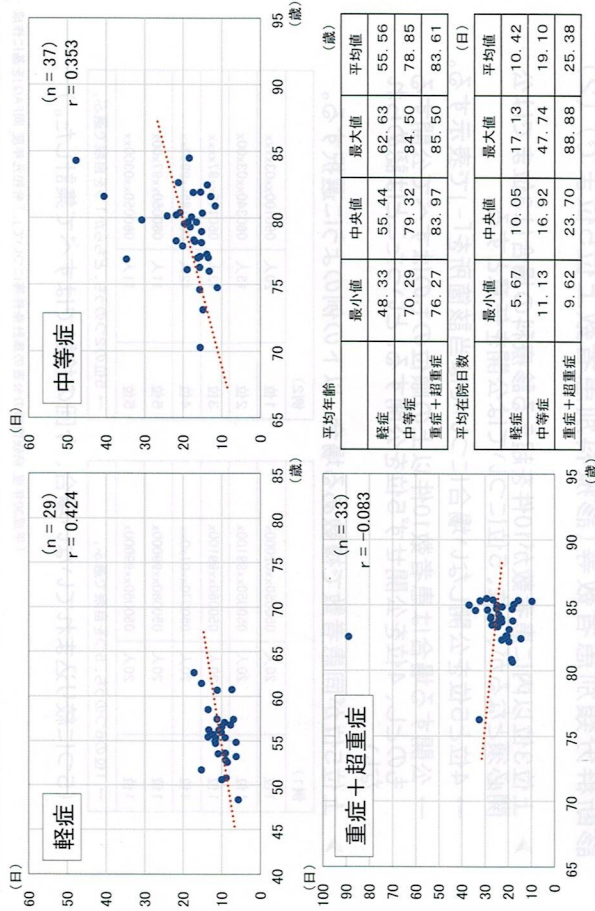 (日)
60
50
40
30
20
10
0
軽症
(n = 29)
r = 0.424
40 45 50 55 60 65 70 75 80 85
(歳)
(日)
60
50
40
30
20
10
0
中等症
(n = 37)
r = 0.353
65 70 75 80 85 90 95
(歳)
(日)
100
90
80
70
60
50
40
30
20
10
0
重症＋超重症
(n = 33)
r = -0.083
65 70 75 80 85 90 95
(歳)
平均年齢 (歳)
最小値 中央値 最大値 平均値
軽症 48.33 55.44 62.63 55.56
中等症 70.29 79.32 84.50 78.85
重症＋超重症 76.27 83.97 85.50 83.61
平均在院日数 (日)
最小値 中央値 最大値 平均値
軽症 5.67 10.05 17.13 10.42
中等症 11.13 16.92 47.74 19.10
重症＋超重症 9.62 23.70 88.88 25.38